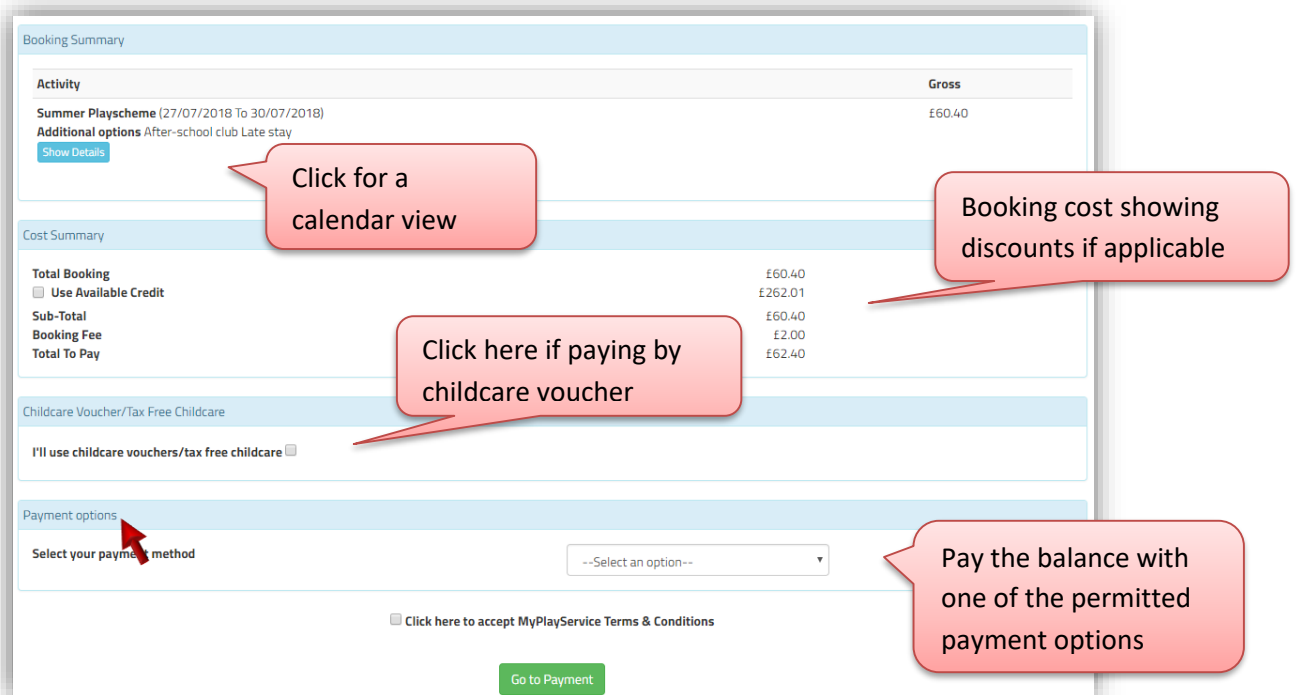 Booking Summary
Activity Gross
Summer Playscheme (27/07/2018 To 30/07/2018) £60.40
Additional options After-school club Late stay
Show Details
Click for a
calendar view
Booking cost showing
discounts if applicable
Cost Summary
Total Booking £60.40
Use Available Credit £262.01
Sub-Total £60.40
Booking Fee £2.00
Total To Pay £62.40
Click here if paying by
childcare voucher
Childcare Voucher/Tax Free Childcare
I'll use childcare vouchers/tax free childcare
Payment options
Select your payment method
--Select an option--
Pay the balance with
one of the permitted
payment options
Click here to accept MyPlayService Terms & Conditions
Go to Payment